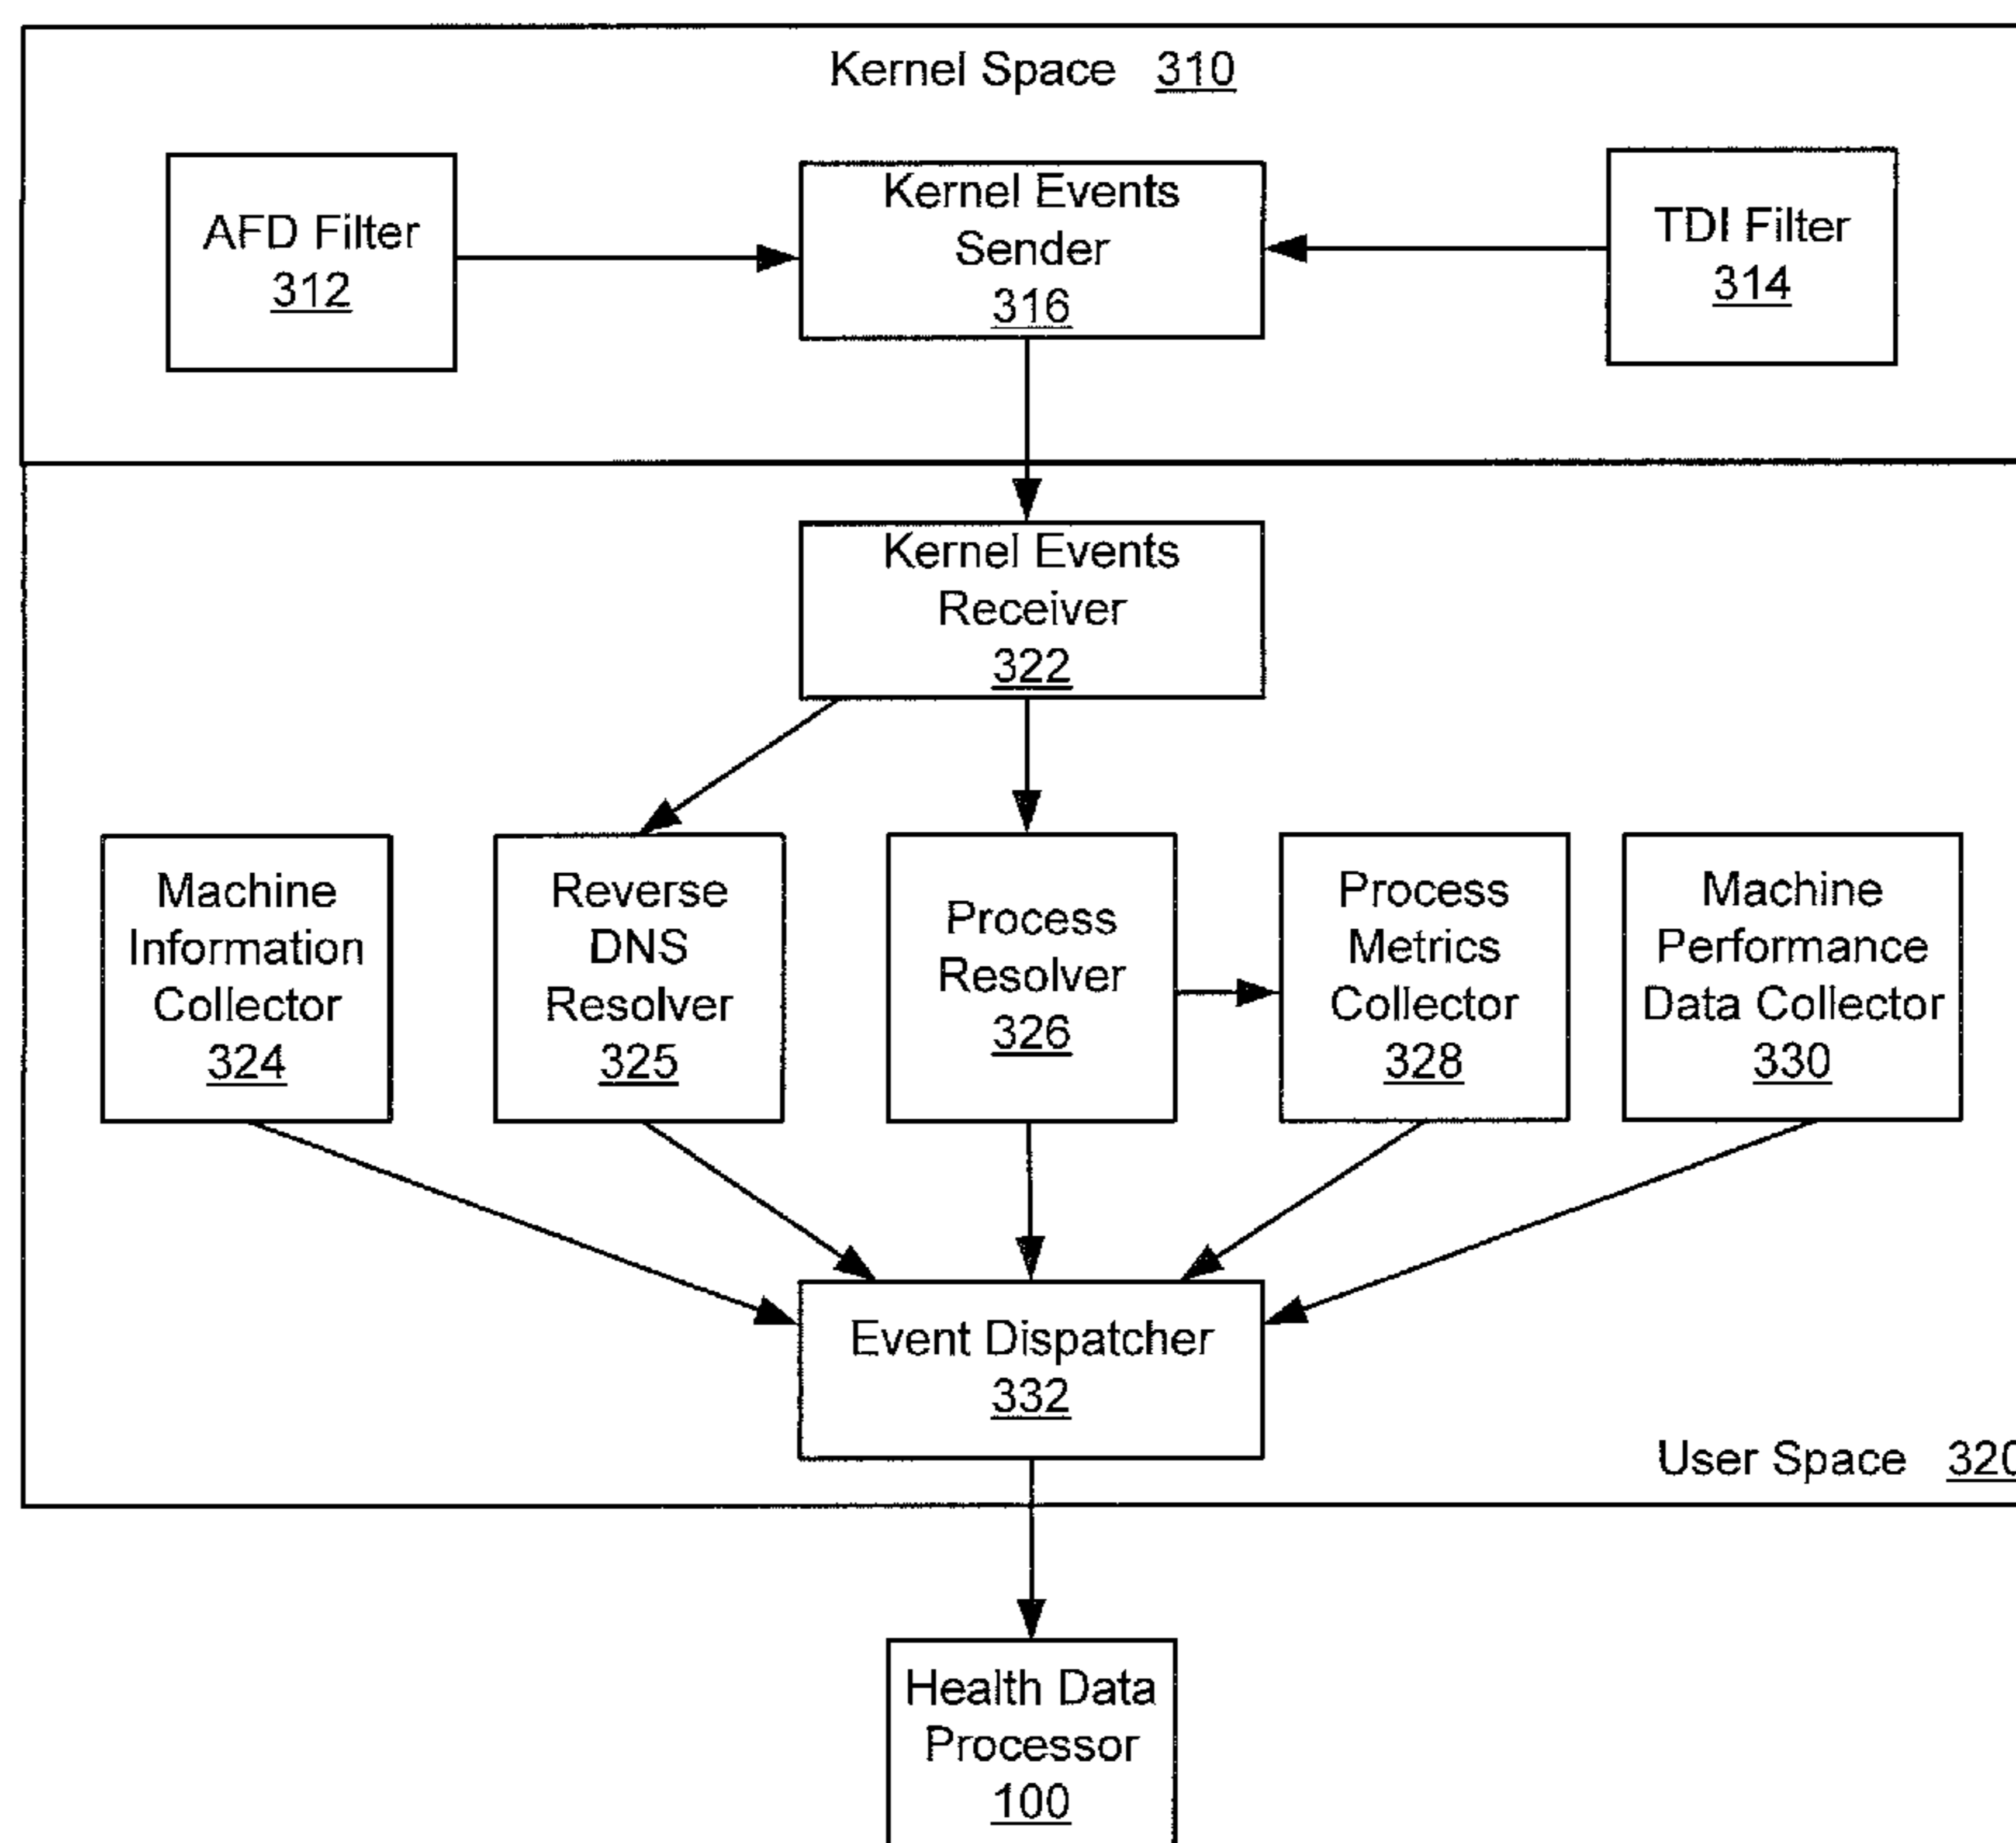 Kernel Space 310
AFD Filter
312
Kernel Events
Sender
316
TDI Filter
314
Kernel Events
Receiver
322
Machine
Information
Collector
324
Reverse
DNS
Resolver
325
Process
Resolver
326
Process
Metrics
Collector
328
Machine
Performance
Data Collector
330
Event Dispatcher
332
User Space 320
Health Data
Processor
100